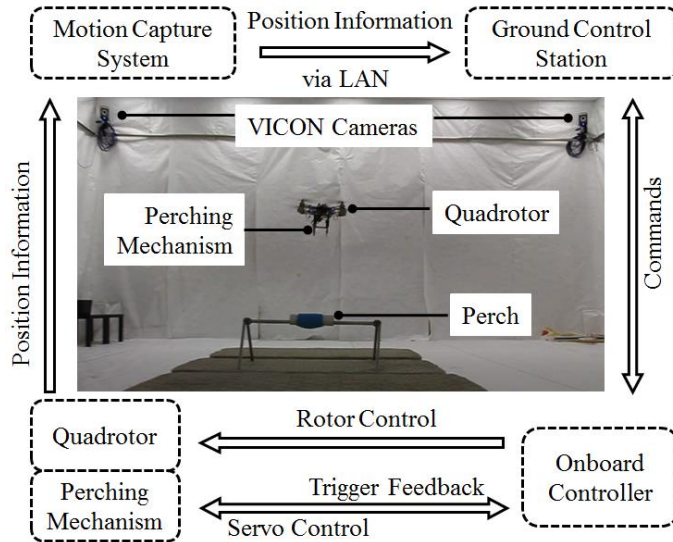 Motion Capture
System
Position Information
via LAN
Ground Control
Station
VICON Cameras
Perching
Mechanism
Quadrotor
Perch
Position Information
Commands
Quadrotor
Perching
Mechanism
Rotor Control
Trigger Feedback
Servo Control
Onboard
Controller